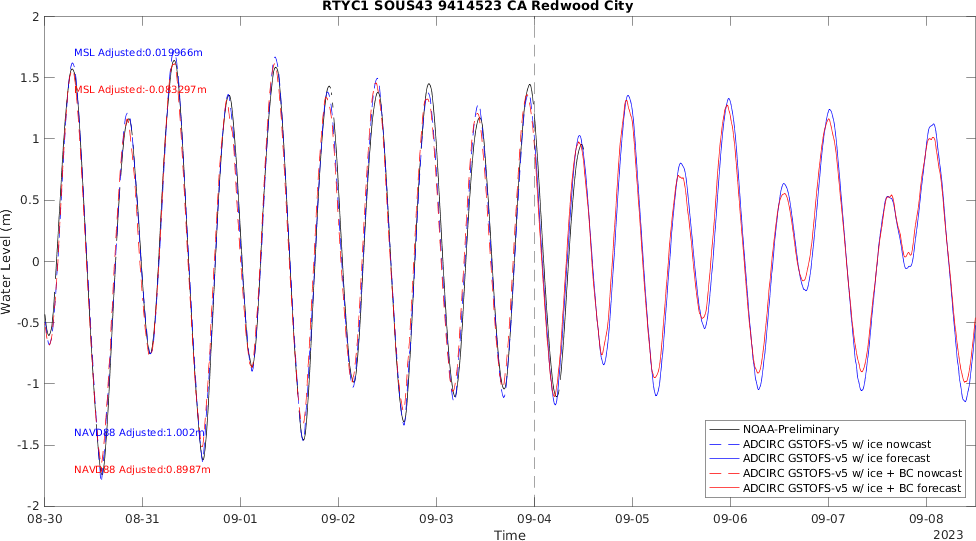 RTYC1 SOUS43 9414523 CA Redwood City
2
1.5
1
0.5
0
-0.5
-1
-1.5
-2
Water Level (m)
MSL Adjusted:0.019966m
MSL Adjusted:-0.083297m
NAVD88 Adjusted:1.002m
NAVD88 Adjusted:0.8987m
NOAA-Preliminary
ADCIRC GSTOFS-v5 w/ ice nowcast
ADCIRC GSTOFS-v5 w/ ice forecast
ADCIRC GSTOFS-v5 w/ ice + BC nowcast
ADCIRC GSTOFS-v5 w/ ice + BC forecast
08-30 08-31 09-01 09-02 09-03 09-04 09-05 09-06 09-07 09-08
Time
2023